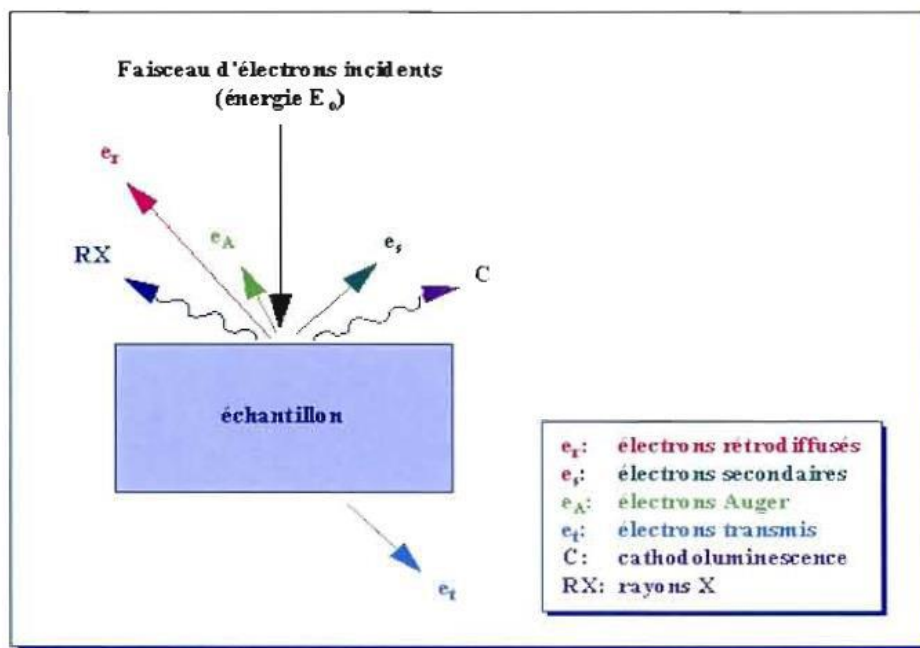 Faisceau d'électrons incidents
(énergie E₀)
eᵣ
e_A
eₛ
RX
C
échantillon
eₜ
eᵣ: électrons rétrodiffusés
eₛ: électrons secondaires
e_A: électrons Auger
eₜ: électrons transmis
C: cathodoluminescence
RX: rayons X